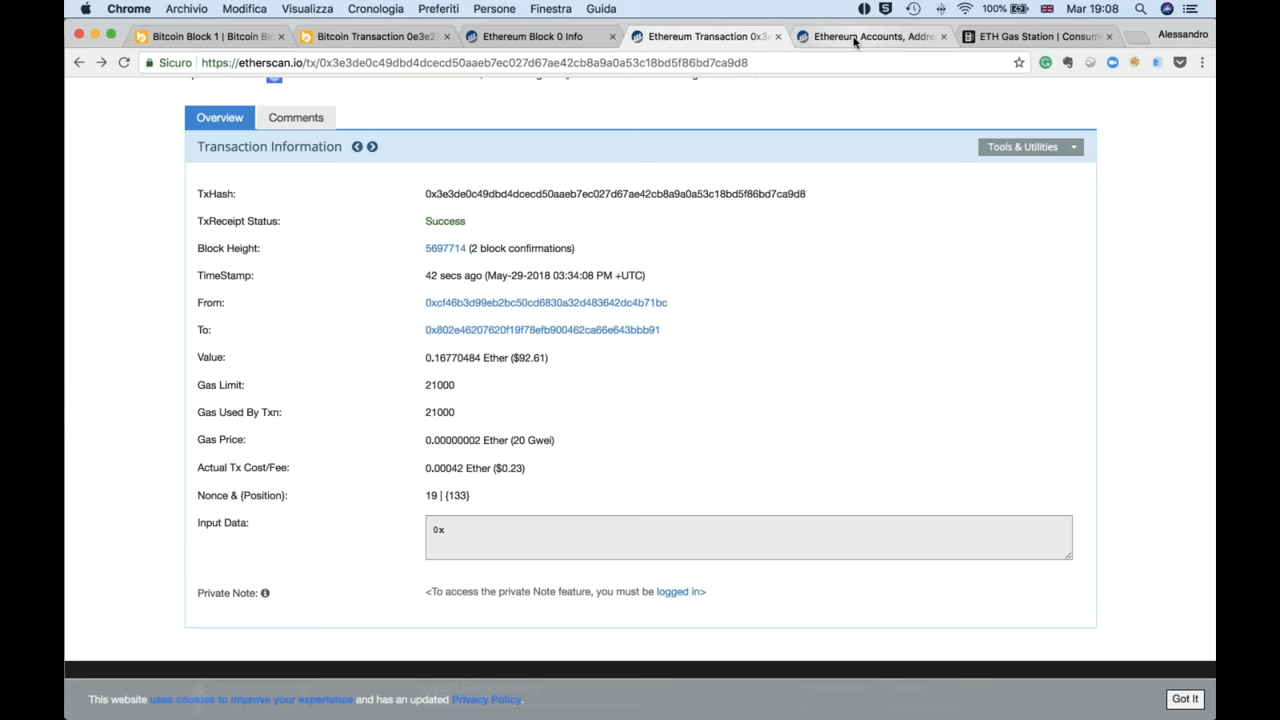 Chrome Archivio Modifica Visualizza Cronologia Preferiti Persone Finestra Guida 100% Mar 19:08
Bitcoin Block 1 | Bitcoin Bl Bitcoin Transaction 0e3e23 Ethereum Block 0 Info Ethereum Transaction 0x3e Ethereum Accounts, Addre ETH Gas Station | Consum Alessandro
Sicuro https://etherscan.io/tx/0x3e3de0c49dbd4dcecd50aaeb7ec027d67ae42cb8a9a0a53c18bd5f86bd7ca9d8
Overview Comments
Transaction Information Tools & Utilities
TxHash: 0x3e3de0c49dbd4dcecd50aaeb7ec027d67ae42cb8a9a0a53c18bd5f86bd7ca9d8
TxReceipt Status: Success
Block Height: 5697714 (2 block confirmations)
TimeStamp: 42 secs ago (May-29-2018 03:34:08 PM +UTC)
From: 0xcf46b3d99eb2bc50cd6830a32d483642dc4b71bc
To: 0x802e46207620f19f78efb900462ca66e643bbb91
Value: 0.16770484 Ether ($92.61)
Gas Limit: 21000
Gas Used By Txn: 21000
Gas Price: 0.00000002 Ether (20 Gwei)
Actual Tx Cost/Fee: 0.00042 Ether ($0.23)
Nonce & {Position}: 19 | {133}
Input Data: 0x
Private Note: <To access the private Note feature, you must be logged in>
This website uses cookies to improve your experience and has an updated Privacy Policy. Got It